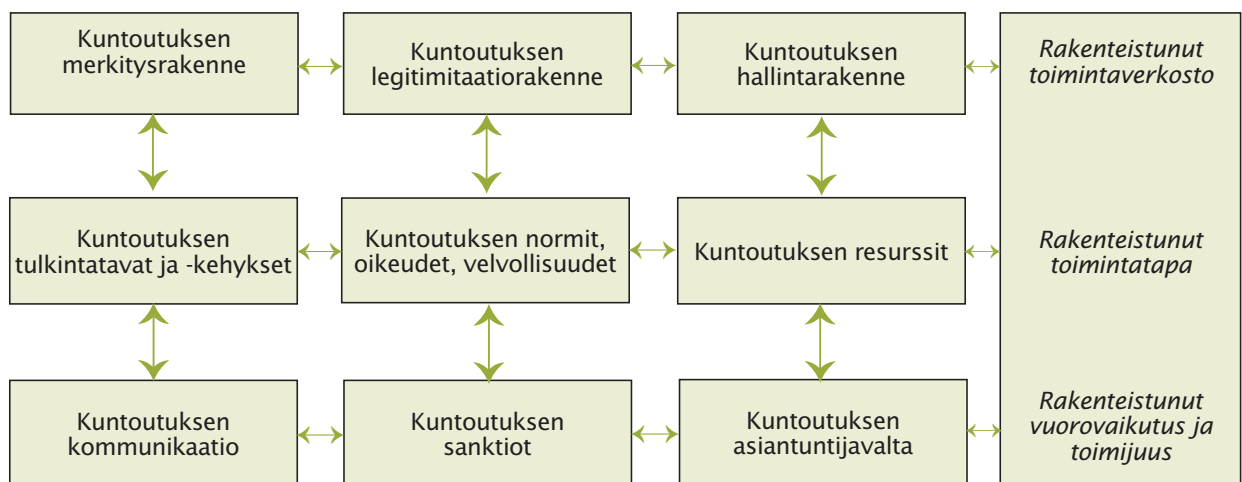 Kuntoutuksen
merkitysrakenne
Kuntoutuksen
legitimitaatiorakenne
Kuntoutuksen
hallintarakenne
Rakenteistunut
toimintaverkosto
Kuntoutuksen
tulkintatavat ja -kehykset
Kuntoutuksen normit,
oikeudet, velvollisuudet
Kuntoutuksen resurssit
Rakenteistunut
toimintatapa
Kuntoutuksen
kommunikaatio
Kuntoutuksen
sanktiot
Kuntoutuksen
asiantuntijavalta
Rakenteistunut
vuorovaikutus ja
toimijuus